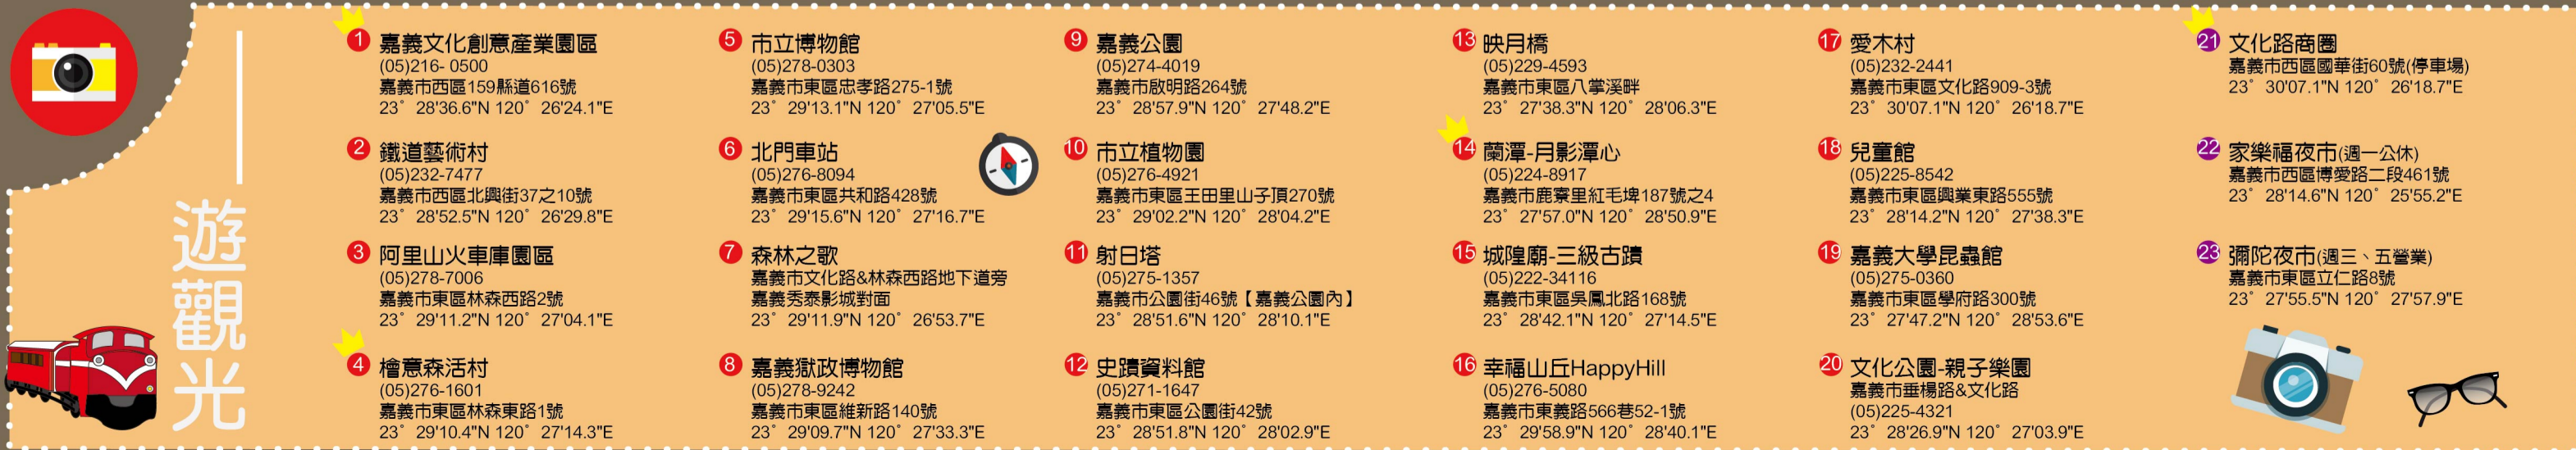 遊觀光
1 嘉義文化創意產業園區
(05)216- 0500
嘉義市西區159縣道616號
23° 28'36.6"N 120° 26'24.1"E
2 鐵道藝術村
(05)232-7477
嘉義市西區北興街37之10號
23° 28'52.5"N 120° 26'29.8"E
3 阿里山火車庫園區
(05)278-7006
嘉義市東區林森西路2號
23° 29'11.2"N 120° 27'04.1"E
4 檜意森活村
(05)276-1601
嘉義市東區林森東路1號
23° 29'10.4"N 120° 27'14.3"E
5 市立博物館
(05)278-0303
嘉義市東區忠孝路275-1號
23° 29'13.1"N 120° 27'05.5"E
6 北門車站
(05)276-8094
嘉義市東區共和路428號
23° 29'15.6"N 120° 27'16.7"E
7 森林之歌
嘉義市文化路&林森西路地下道旁
嘉義秀泰影城對面
23° 29'11.9"N 120° 26'53.7"E
8 嘉義獄政博物館
(05)278-9242
嘉義市東區維新路140號
23° 29'09.7"N 120° 27'33.3"E
9 嘉義公園
(05)274-4019
嘉義市啟明路264號
23° 28'57.9"N 120° 27'48.2"E
10 市立植物園
(05)276-4921
嘉義市東區王田里山子頂270號
23° 29'02.2"N 120° 28'04.2"E
11 射日塔
(05)275-1357
嘉義市公園街46號【嘉義公園內】
23° 28'51.6"N 120° 28'10.1"E
12 史蹟資料館
(05)271-1647
嘉義市東區公園街42號
23° 28'51.8"N 120° 28'02.9"E
13 映月橋
(05)229-4593
嘉義市東區八掌溪畔
23° 27'38.3"N 120° 28'06.3"E
14 蘭潭-月影潭心
(05)224-8917
嘉義市鹿寮里紅毛埤187號之4
23° 27'57.0"N 120° 28'50.9"E
15 城隍廟-三級古蹟
(05)222-34116
嘉義市東區吳鳳北路168號
23° 28'42.1"N 120° 27'14.5"E
16 幸福山丘HappyHill
(05)276-5080
嘉義市東義路566巷52-1號
23° 29'58.9"N 120° 28'40.1"E
17 愛木村
(05)232-2441
嘉義市東區文化路909-3號
23° 30'07.1"N 120° 26'18.7"E
18 兒童館
(05)225-8542
嘉義市東區興業東路555號
23° 28'14.2"N 120° 27'38.3"E
19 嘉義大學昆蟲館
(05)275-0360
嘉義市東區學府路300號
23° 27'47.2"N 120° 28'53.6"E
20 文化公園-親子樂園
嘉義市垂楊路&文化路
(05)225-4321
23° 28'26.9"N 120° 27'03.9"E
21 文化路商圈
嘉義市西區國華街60號(停車場)
23° 30'07.1"N 120° 26'18.7"E
22 家樂福夜市(週一公休)
嘉義市西區博愛路二段461號
23° 28'14.6"N 120° 25'55.2"E
23 彌陀夜市(週三、五營業)
嘉義市東區立仁路8號
23° 27'55.5"N 120° 27'57.9"E